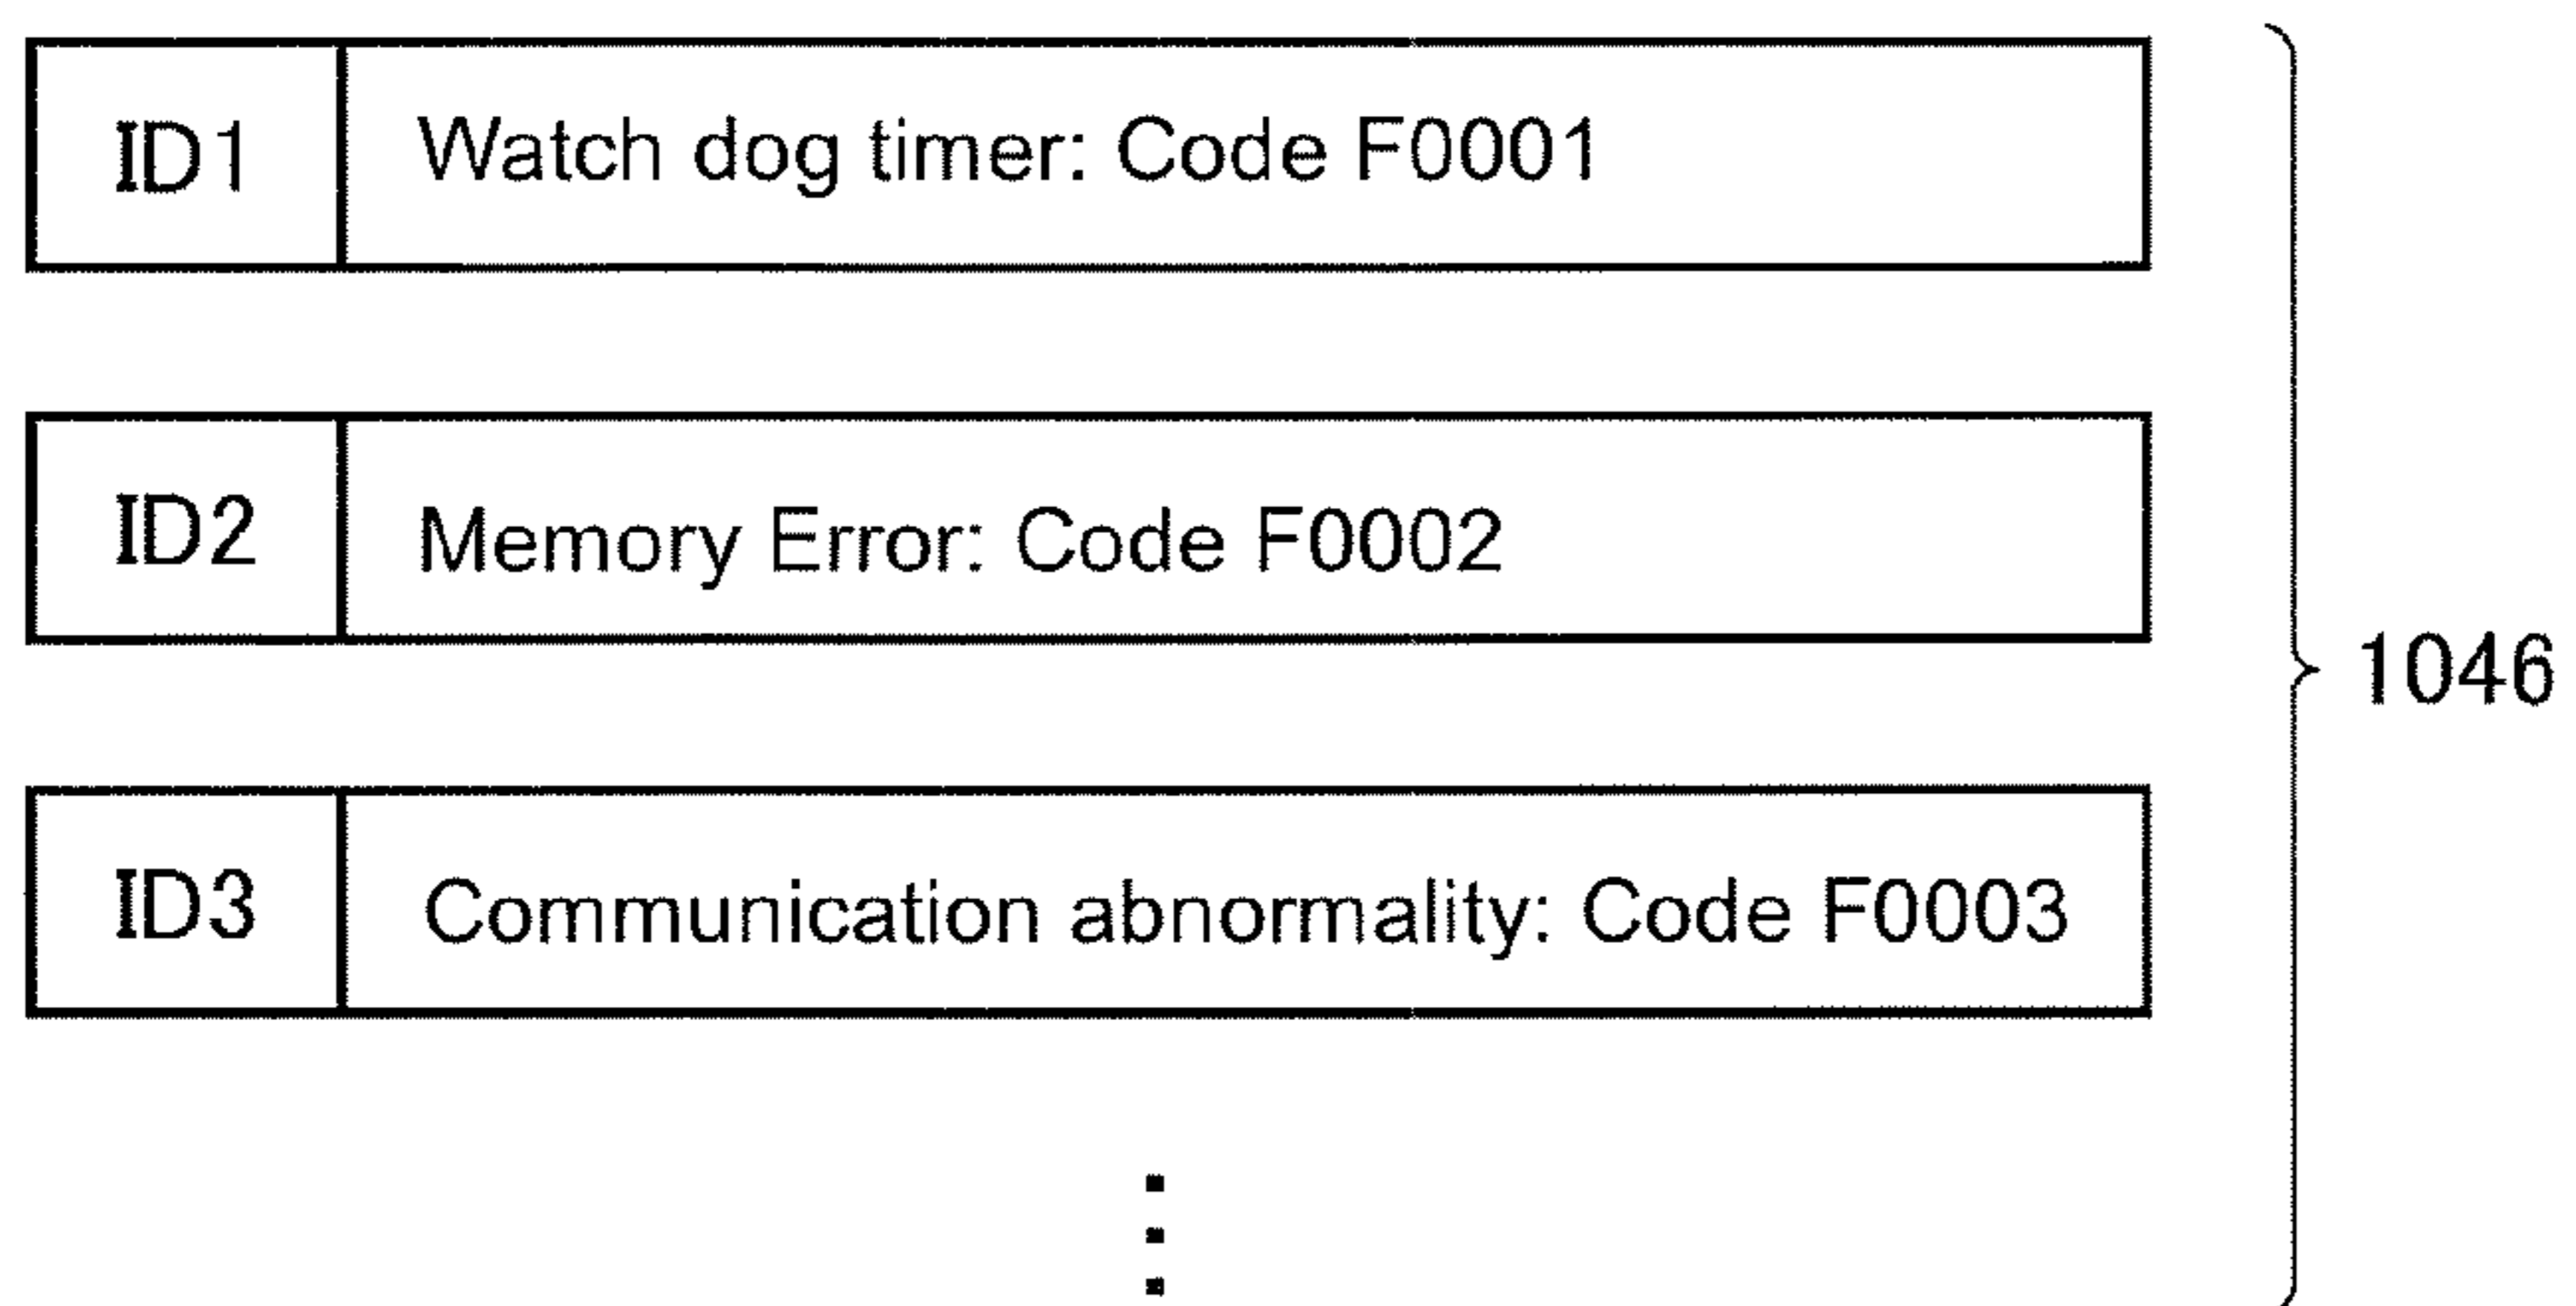 ID1 Watch dog timer: Code F0001
ID2 Memory Error: Code F0002
1046
ID3 Communication abnormality: Code F0003